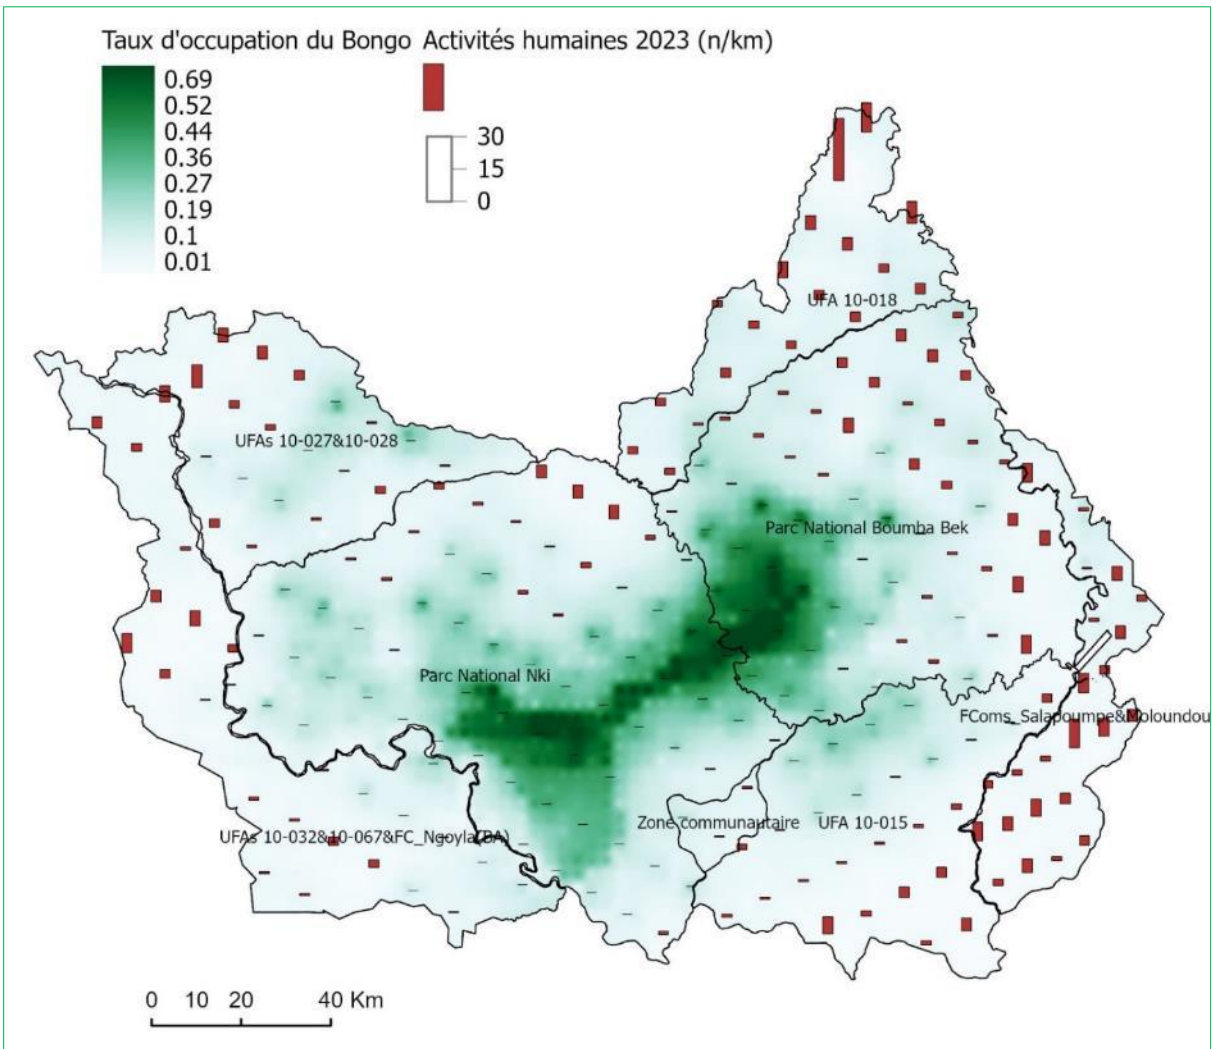 Taux d'occupation du Bongo Activités humaines 2023 (n/km)
0.69
0.52
0.44
0.36
0.27
0.19
0.1
0.01
30
15
0
UFA 10-018
UFAs 10-027&10-028
Parc National Boumba Bek
Parc National Nki
FComs_Salapoumpe&Moloundou
UFAs 10-032&10-067&FC_Ngoyla(BA)
Zone communautaire
UFA 10-015
0 10 20 40 Km